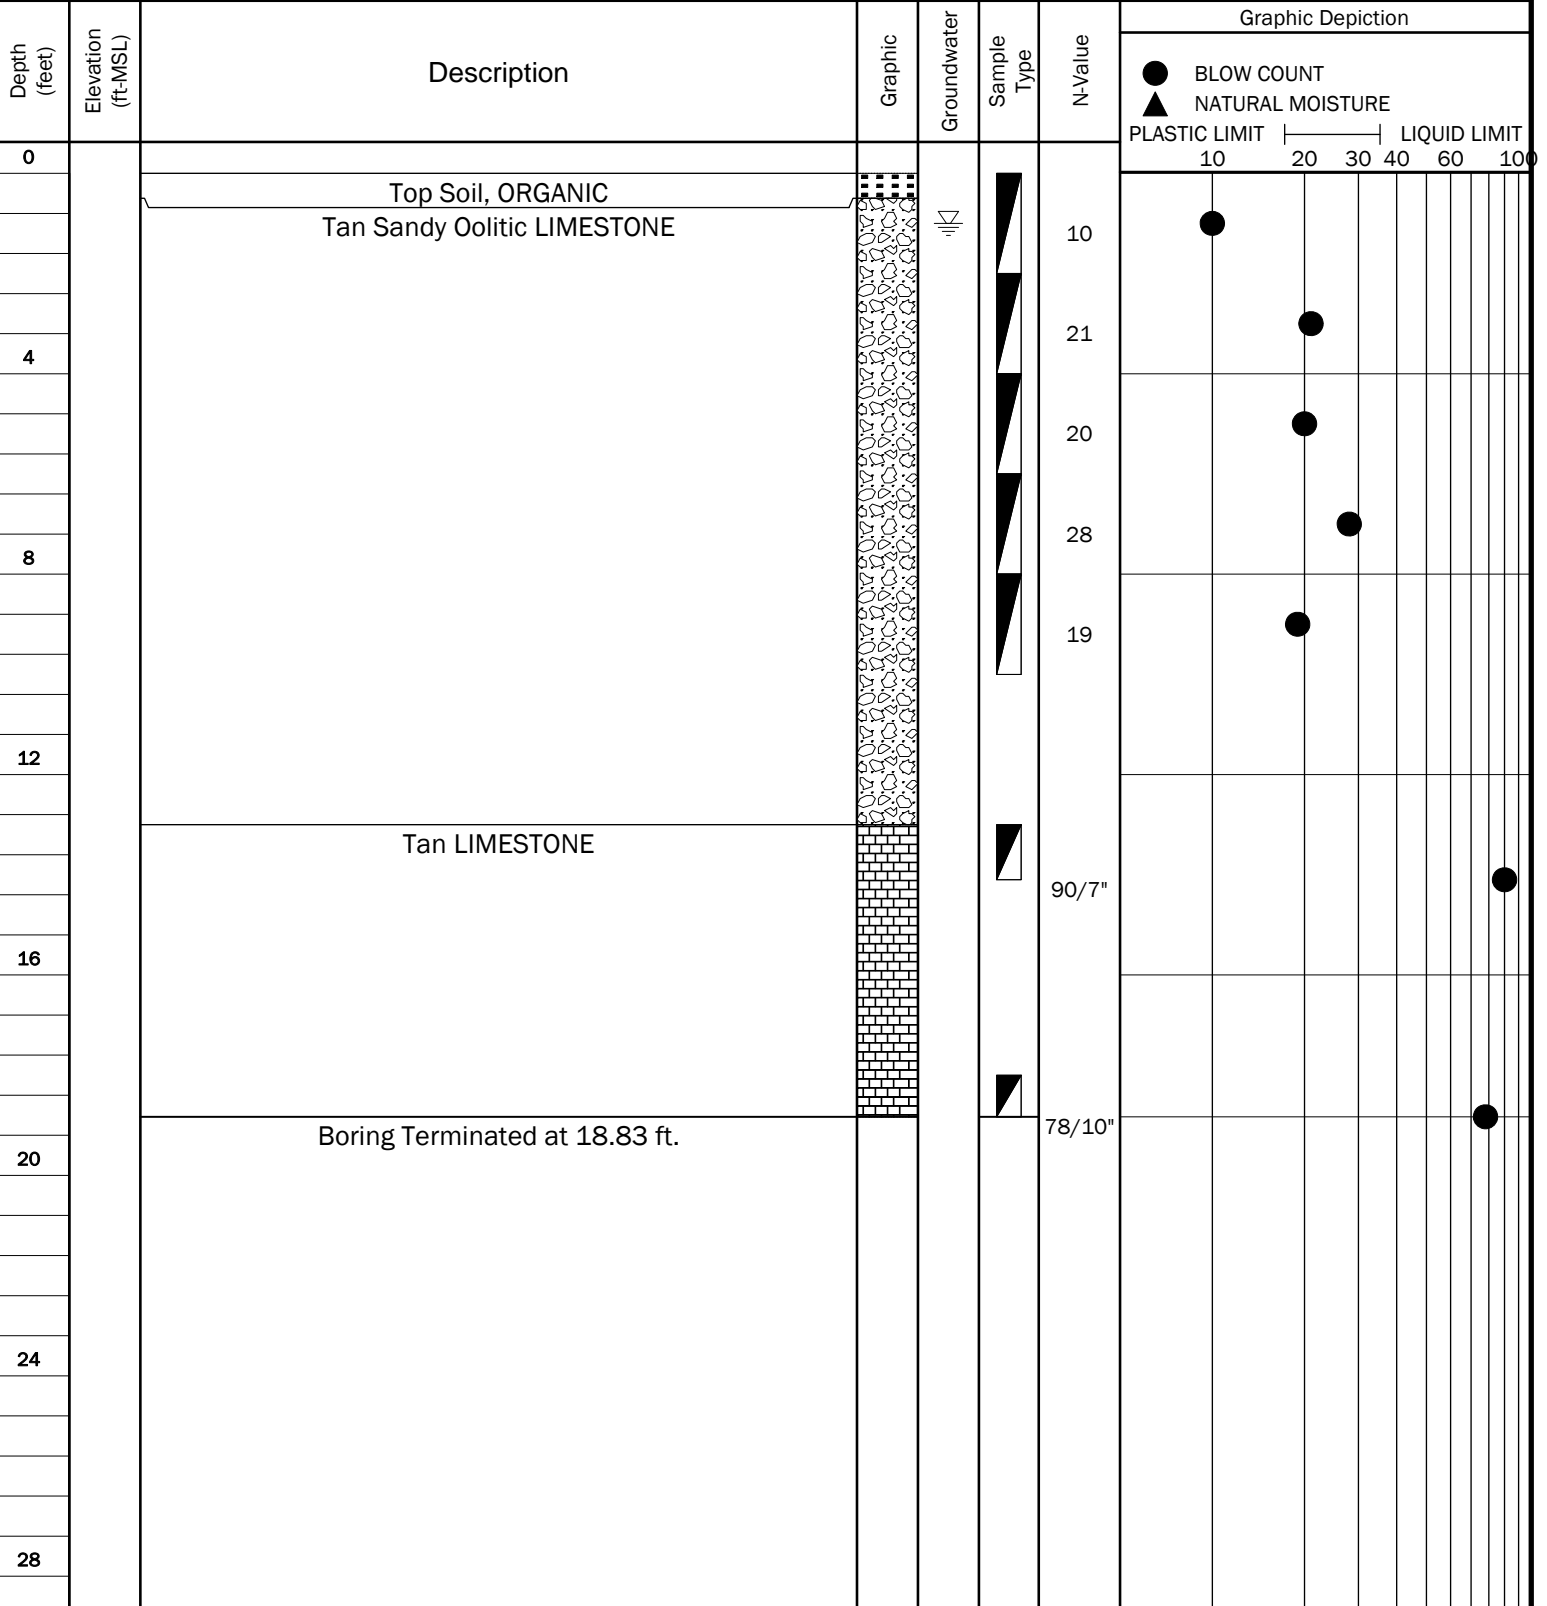 Depth
(feet)
Elevation
(ft-MSL)
Description
Graphic
Groundwater
Sample
Type
N-Value
Graphic Depiction
BLOW COUNT
NATURAL MOISTURE
PLASTIC LIMIT LIQUID LIMIT
10 20 30 40 60 100
0
Top Soil, ORGANIC
Tan Sandy Oolitic LIMESTONE
10
21
4
20
28
8
19
12
Tan LIMESTONE
90/7"
16
78/10"
Boring Terminated at 18.83 ft.
20
24
28